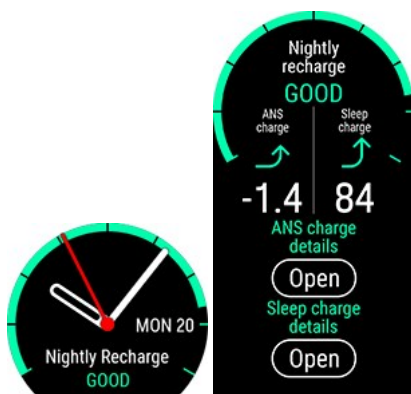 MON 20
Nightly Recharge
GOOD
Nightly
recharge
GOOD
ANS
charge
Sleep
charge
-1.4
84
ANS charge
details
Open
Sleep charge
details
Open